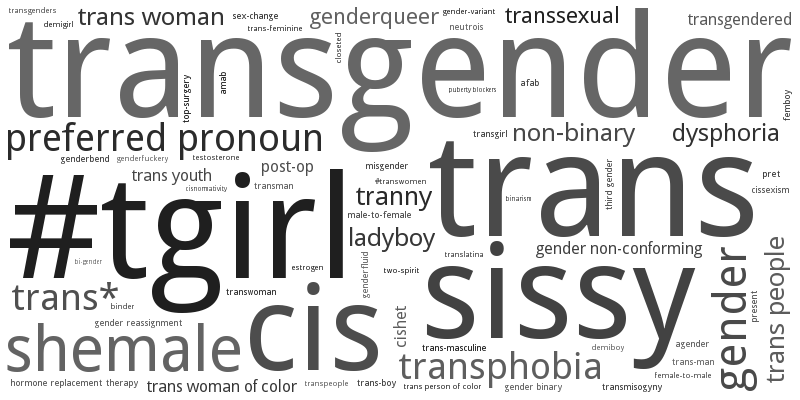 transgenders
demigirl
trans woman
sex-change
trans-feminine
genderqueer
gender-variant
neutrois
transsexual
transgendered
transgender
closeted
top-surgery
amab
puberty blockers
afab
femboy
preferred pronoun
transgirl
non-binary
dysphoria
genderbend
genderfuckery
testosterone
post-op
misgender
trans
third gender
pret
cissexism
trans youth
cisnormativity
transman
#transwomen
binarism
#tgirl
tranny
male-to-female
ladyboy
translatina
gender non-conforming
bi-gender
estrogen
genderfluid
two-spirit
sissy
gender
present
trans people
trans*
binder
transwoman
cis
gender reassignment
cishet
shemale
trans-masculine
demiboy
agender
transphobia
trans-man
female-to-male
hormone replacement therapy
trans woman of color
transpeople
trans-boy
trans person of color
gender binary
transmisogyny